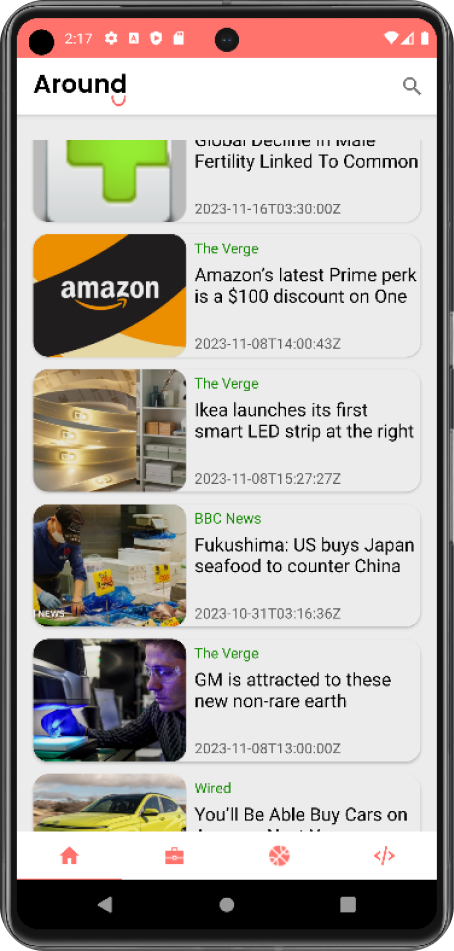 2:17
Around
Global Decline In Male
Fertility Linked To Common
2023-11-16T03:30:00Z
amazon
The Verge
Amazon's latest Prime perk
is a $100 discount on One
2023-11-08T14:00:43Z
The Verge
Ikea launches its first
smart LED strip at the right
2023-11-08T15:27:27Z
NEWS
BBC News
Fukushima: US buys Japan
seafood to counter China
2023-10-31T03:16:36Z
The Verge
GM is attracted to these
new non-rare earth
2023-11-08T13:00:00Z
Wired
You'll Be Able Buy Cars on